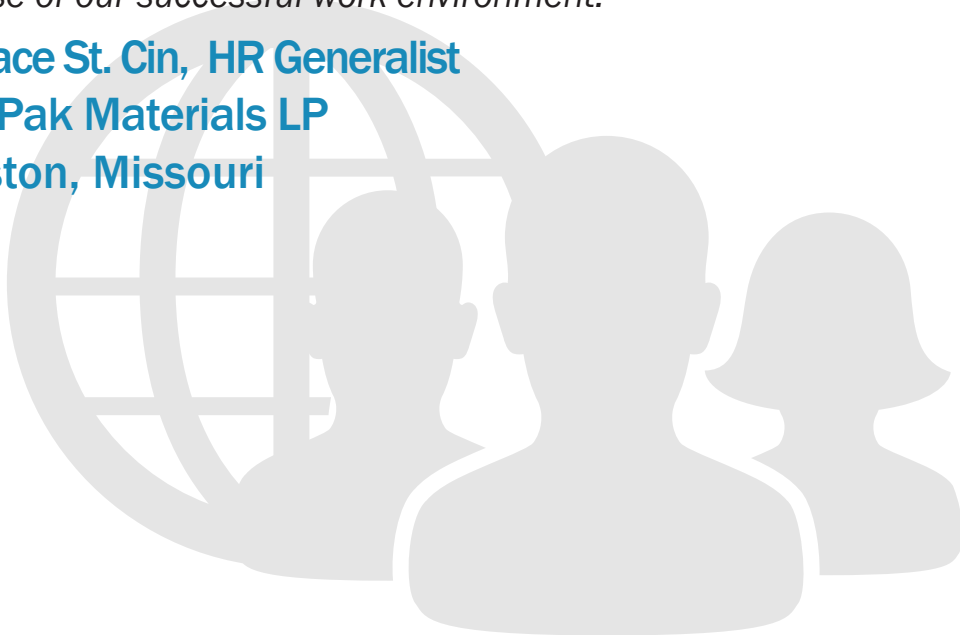 se of our successful work environment.
ace St. Cin, HR Generalist
Pak Materials LP
ston, Missouri